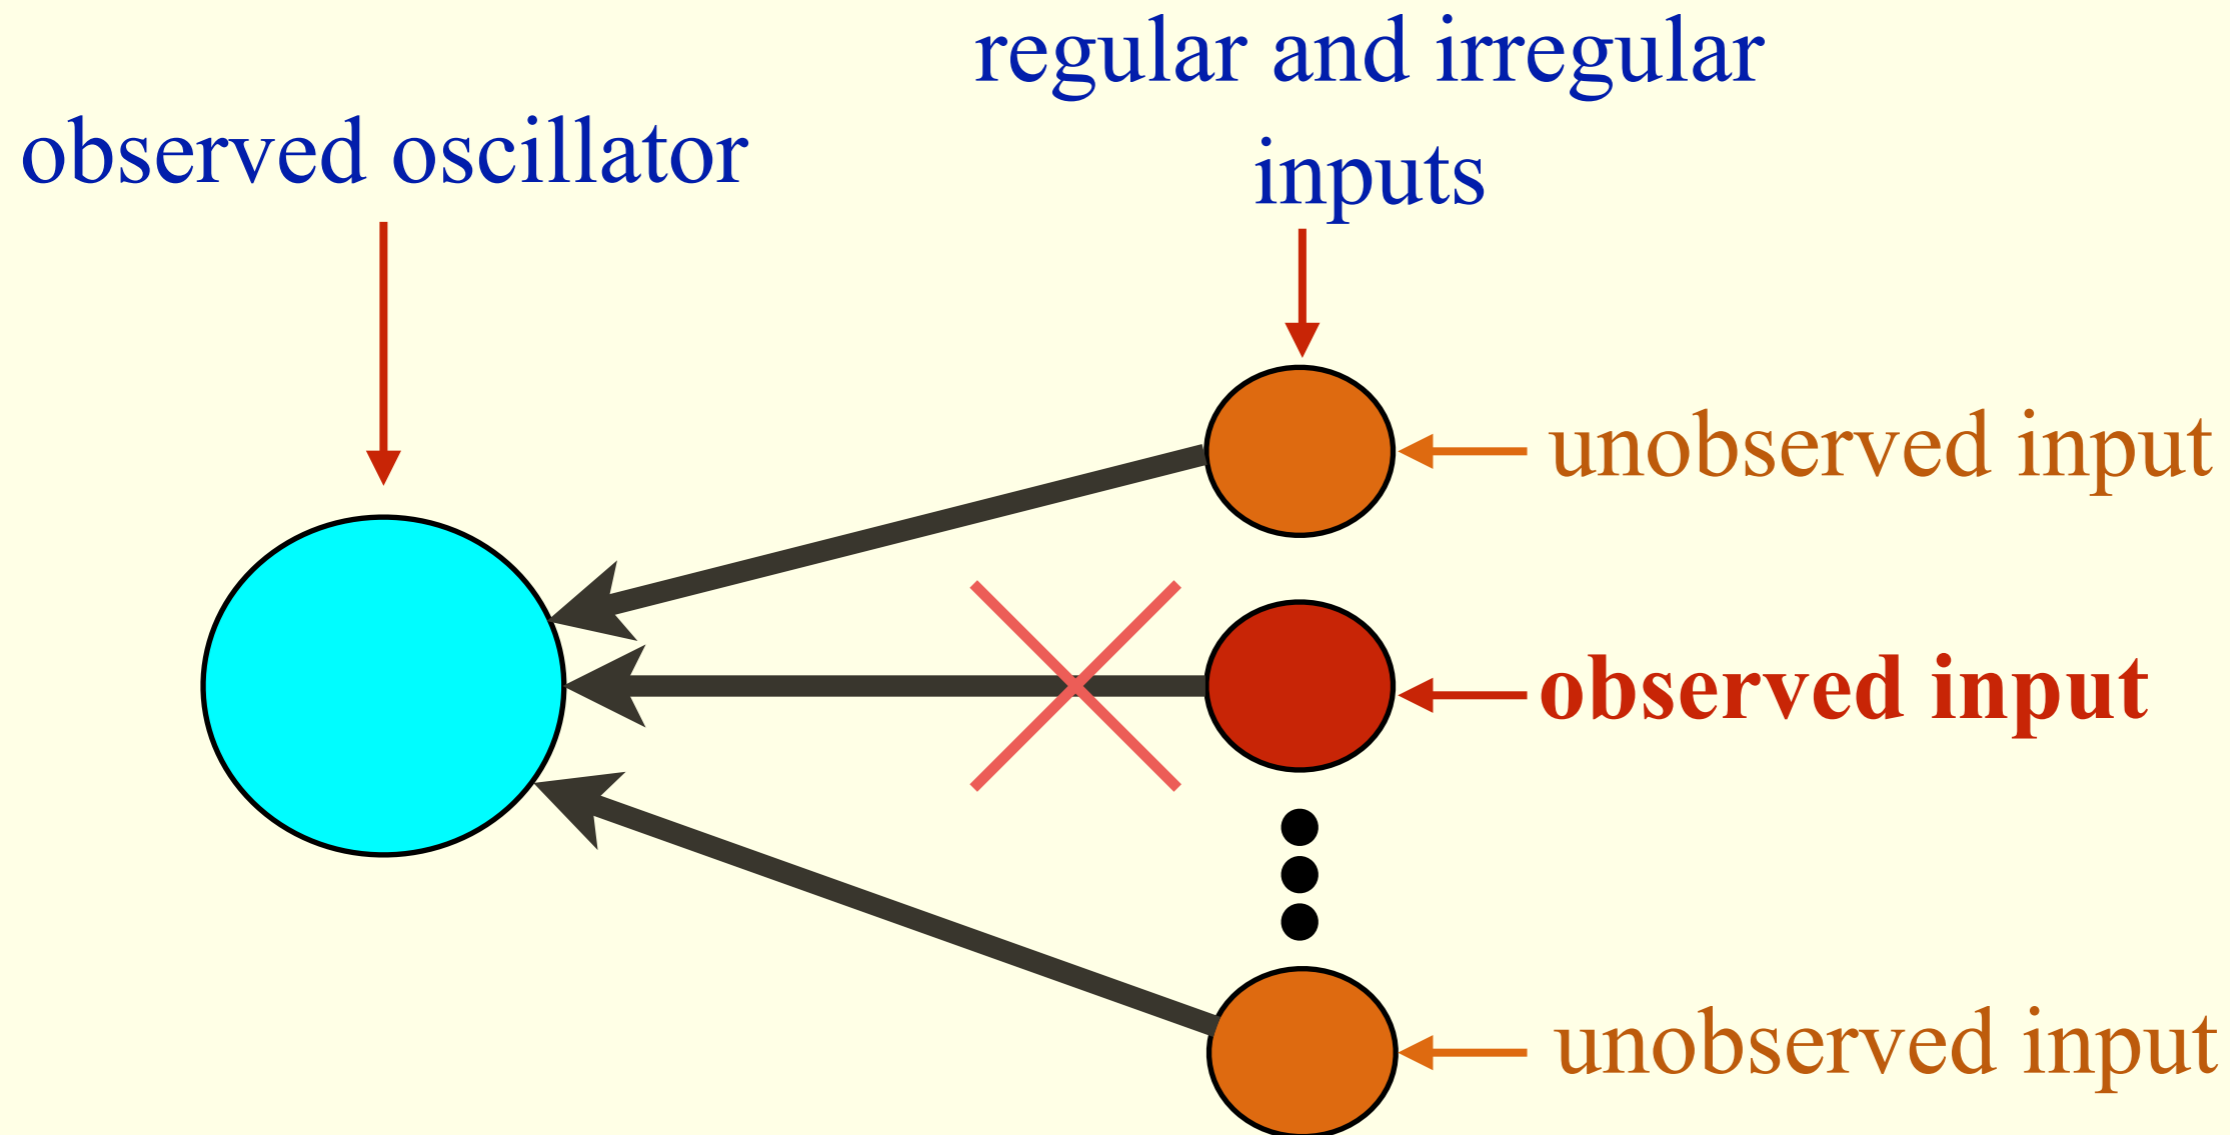 regular and irregular
inputs
observed oscillator
unobserved input
observed input
unobserved input